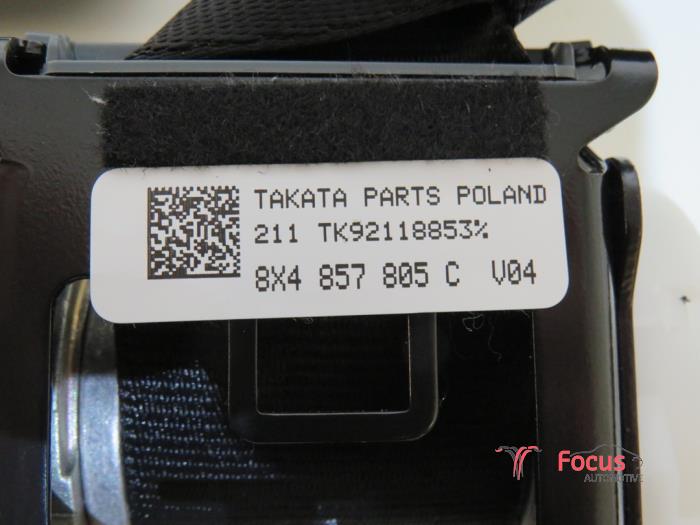 TAKATA PARTS POLAND
211 TK92118853%
8X4 857 805 C V04
Focus
AUTOMOTIVE